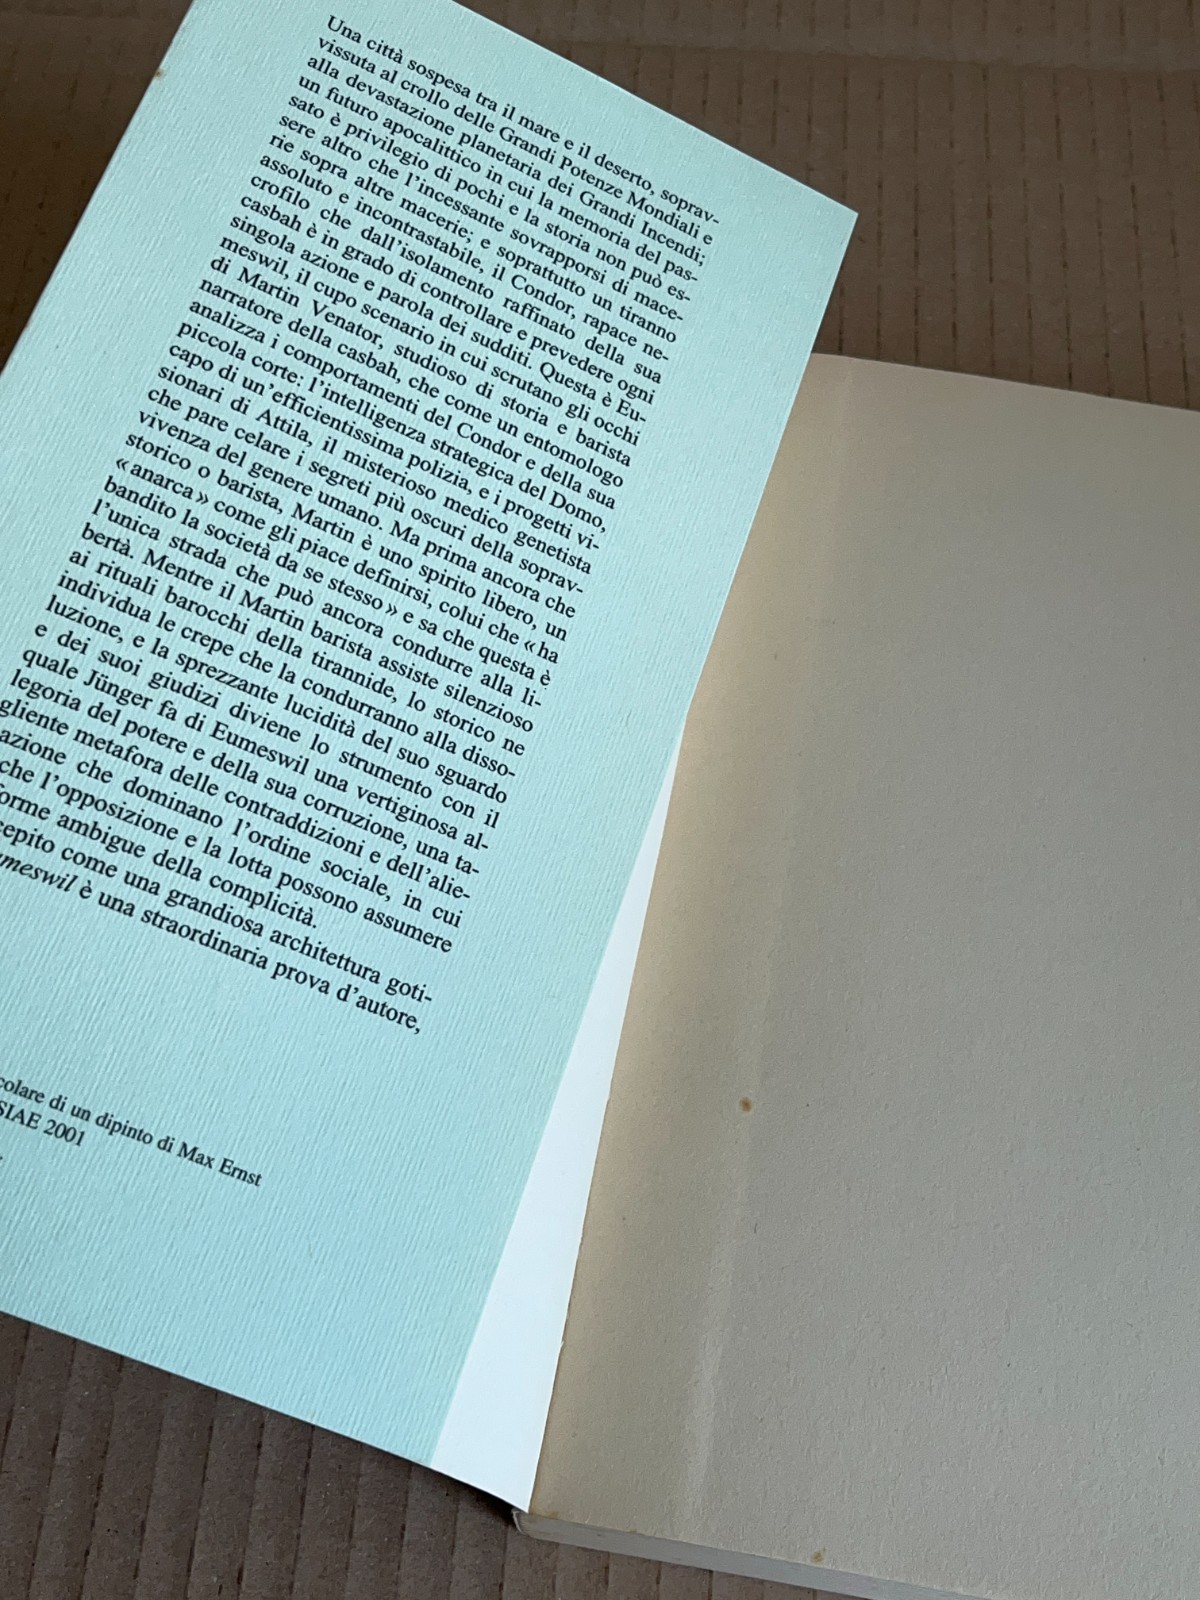 Una città sospesa tra il mare e il deserto, soprav-
vissuta al crollo delle Grandi Potenze Mondiali e
alla devastazione planetaria dei Grandi Incendi;
un futuro apocalittico in cui la memoria del pas-
sato è privilegio di pochi e la storia non può es-
sere altro che l'incessante sovrapporsi di mace-
rie sopra altre macerie; e soprattutto un tiranno
assoluto e incontrastabile, il Condor, rapace ne-
crofilo che dall'isolamento raffinato della sua
casbah è in grado di controllare e prevedere ogni
singola azione e parola dei sudditi. Questa è Eu-
meswil, il cupo scenario in cui scrutano gli occhi
di Martin Venator, studioso di storia e barista
narratore della casbah, che come un entomologo
analizza i comportamenti del Condor e della sua
piccola corte: l'intelligenza strategica del Domo,
capo di un'efficientissima polizia, e i progetti vi-
sionari di Attila, il misterioso medico genetista
che pare celare i segreti più oscuri della soprav-
vivenza del genere umano. Ma prima ancora che
storico o barista, Martin è uno spirito libero, un
« anarca » come gli piace definirsi, colui che « ha
bandito la società da se stesso » e sa che questa è
l'unica strada che può ancora condurre alla li-
bertà. Mentre il Martin barista assiste silenzioso
ai rituali barocchi della tirannide, lo storico ne
individua le crepe che la condurranno alla disso-
luzione, e la sprezzante lucidità del suo sguardo
e dei suoi giudizi diviene lo strumento con il
quale Jünger fa di Eumeswil una vertiginosa al-
legoria del potere e della sua corruzione, una ta-
gliente metafora delle contraddizioni e dell'alie-
azione che dominano l'ordine sociale, in cui
che l'opposizione e la lotta possono assumere
forme ambigue della complicità.
cepito come una grandiosa architettura goti-
umeswil è una straordinaria prova d'autore,
colare di un dipinto di Max Ernst
SIAE 2001